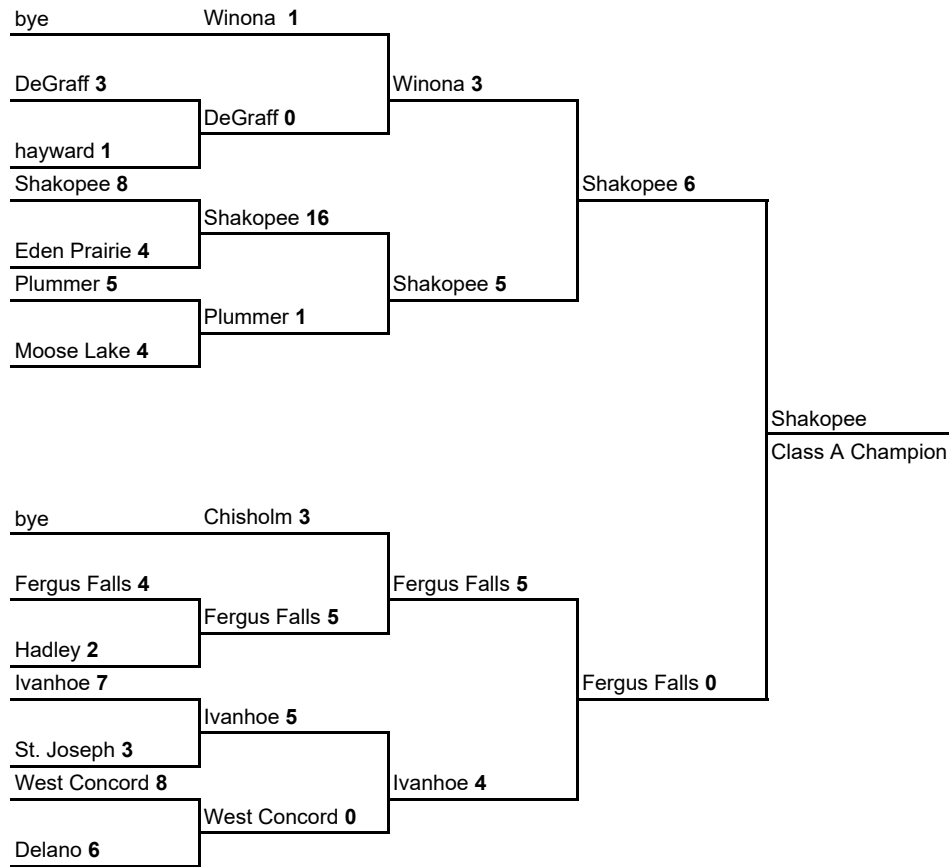 bye
Winona 1
DeGraff 3
Winona 3
DeGraff 0
hayward 1
Shakopee 8
Shakopee 6
Shakopee 16
Eden Prairie 4
Plummer 5
Shakopee 5
Plummer 1
Moose Lake 4
Shakopee
Class A Champion
bye
Chisholm 3
Fergus Falls 4
Fergus Falls 5
Fergus Falls 5
Hadley 2
Ivanhoe 7
Fergus Falls 0
Ivanhoe 5
St. Joseph 3
West Concord 8
Ivanhoe 4
West Concord 0
Delano 6